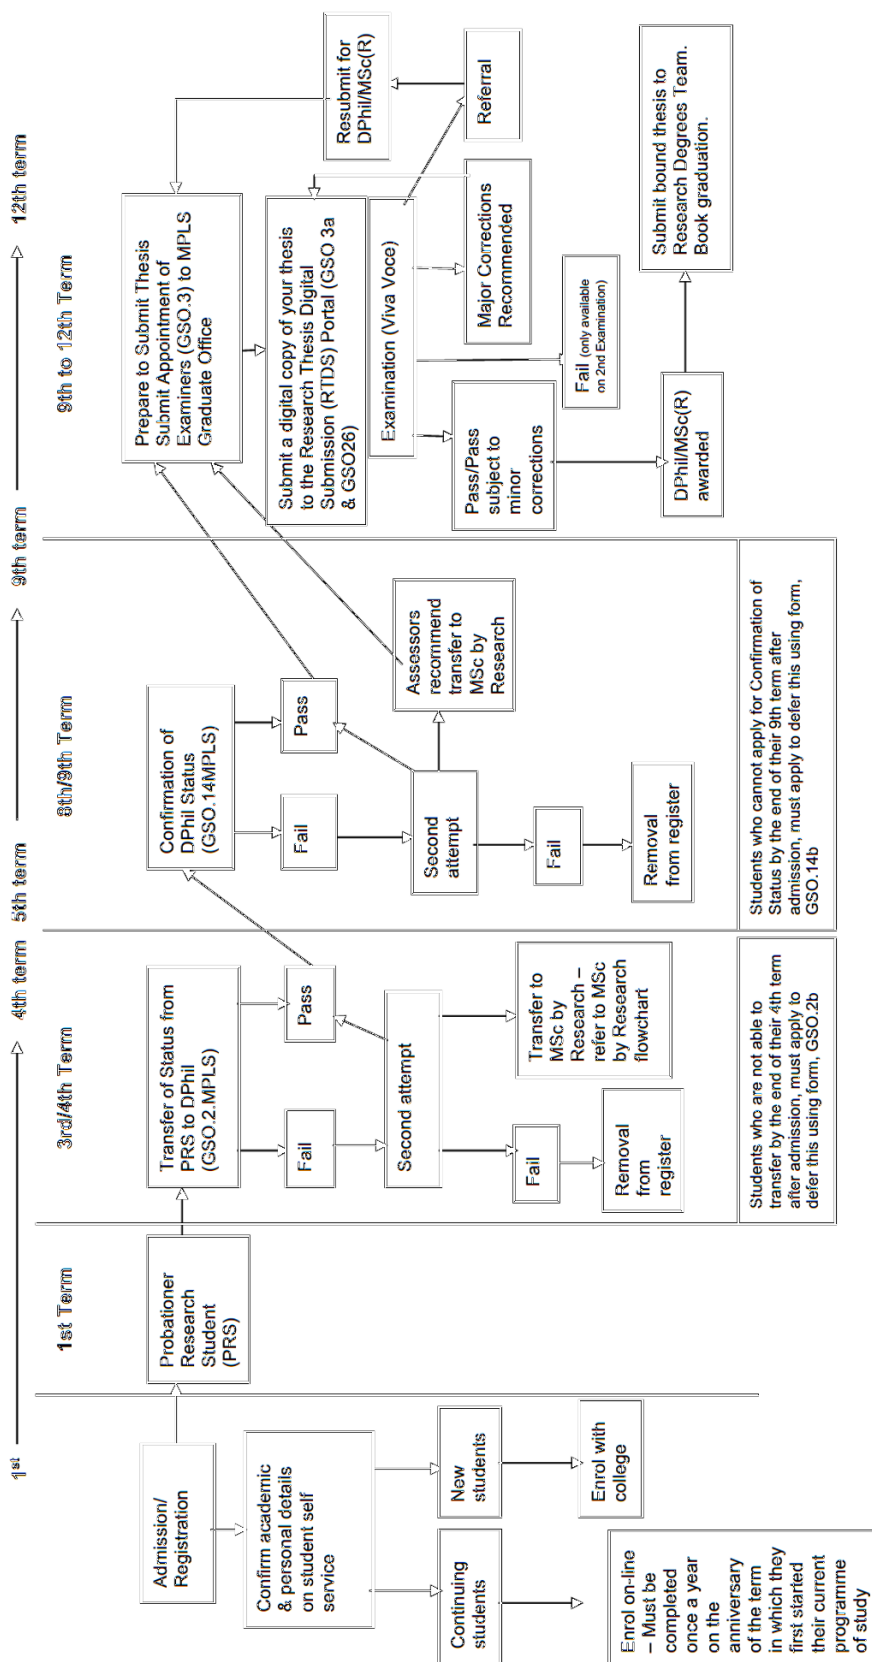 1st
4th term
5th term
9th term
12th term
1st Term
3rd/4th Term
8th/9th Term
9th to 12th Term
Admission/
Registration
Confirm academic
& personal details
on student self
service
Continuing
students
New
students
Enrol with
college
Enrol on-line
– Must be
completed
once a year
on the
anniversary
of the term
in which they
first started
their current
programme
of study
Probationer
Research
Student
(PRS)
Transfer of Status from
PRS to DPhil
(GSO.2.MPLS)
Fail
Pass
Second attempt
Fail
Removal
from
register
Transfer to
MSc by
Research –
refer to MSc
by Research
flowchart
Students who are not able to
transfer by the end of their 4th term
after admission, must apply to
defer this using form, GSO.2b
Confirmation of
DPhil Status
(GSO.14MPLS)
Fail
Pass
Second
attempt
Fail
Removal
from register
Assessors
recommend
transfer to
MSc by
Research
Students who cannot apply for Confirmation of
Status by the end of their 9th term after
admission, must apply to defer this using form,
GSO.14b
Prepare to Submit Thesis
Submit Appointment of
Examiners (GSO.3) to MPLS
Graduate Office
Submit a digital copy of your thesis
to the Research Thesis Digital
Submission (RTDS) Portal (GSO 3a
& GSO26)
Examination (Viva Voce)
Pass/Pass
subject to
minor
corrections
Fail (only available
on 2nd Examination)
Major Corrections
Recommended
Referral
Resubmit for
DPhil/MSc(R)
DPhil/MSc(R)
awarded
Submit bound thesis to
Research Degrees Team.
Book graduation.